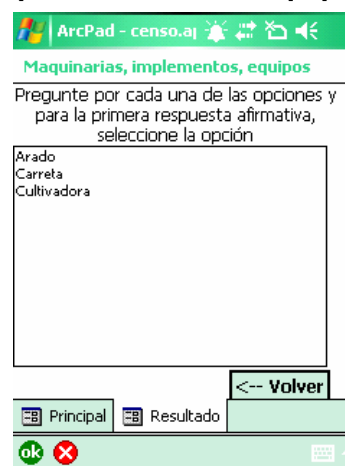 ArcPad - censo.a
Maquinarias, implementos, equipos
Pregunte por cada una de las opciones y
para la primera respuesta afirmativa,
seleccione la opción
Arado
Carreta
Cultivadora
<-- Volver
Principal Resultado
ok